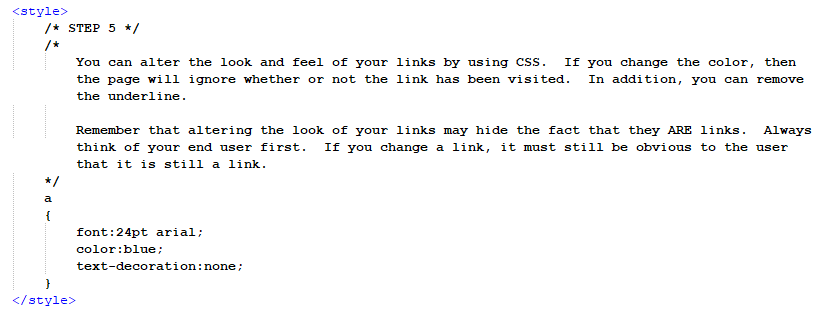 <style>
/* STEP 5 */
/*
You can alter the look and feel of your links by using CSS.  If you change the color, then
the page will ignore whether or not the link has been visited.  In addition, you can remove
the underline.
Remember that altering the look of your links may hide the fact that they ARE links.  Always
think of your end user first.  If you change a link, it must still be obvious to the user
that it is still a link.
*/
a
{
font:24pt arial;
color:blue;
text-decoration:none;
}
</style>